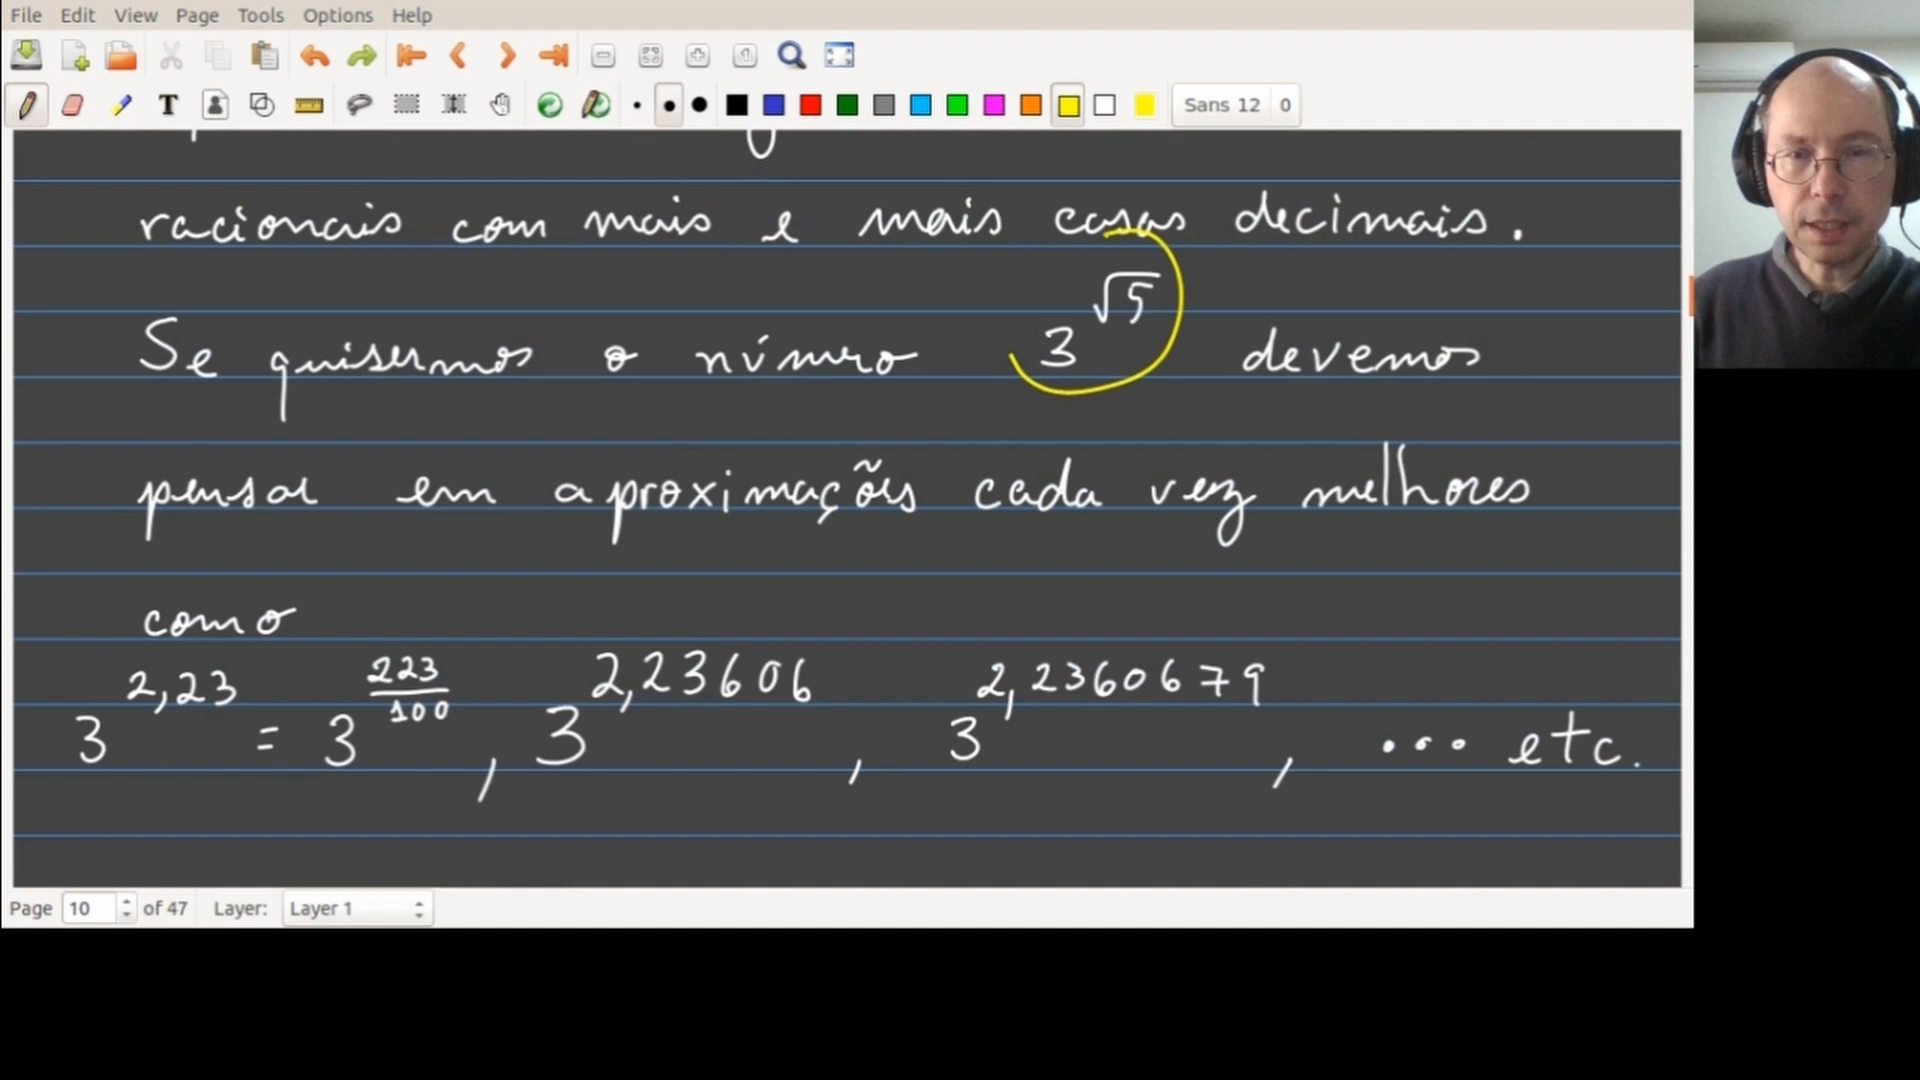 File Edit View Page Tools Options Help
Sans 12 0
racionais com mais e mais casas decimais.
Se quisermos o número 3^√5 devemos
pensar em aproximações cada vez melhores
como
3^2,23 = 3^223/100, 3^2,23606, 3^2,2360679, ... etc.
Page 10 of 47 Layer: Layer 1